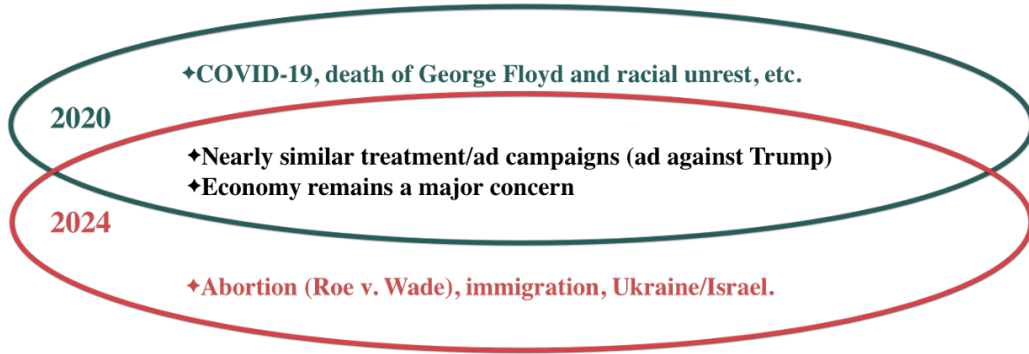 ✦COVID-19, death of George Floyd and racial unrest, etc.
2020
✦Nearly similar treatment/ad campaigns (ad against Trump)
✦Economy remains a major concern
2024
✦Abortion (Roe v. Wade), immigration, Ukraine/Israel.